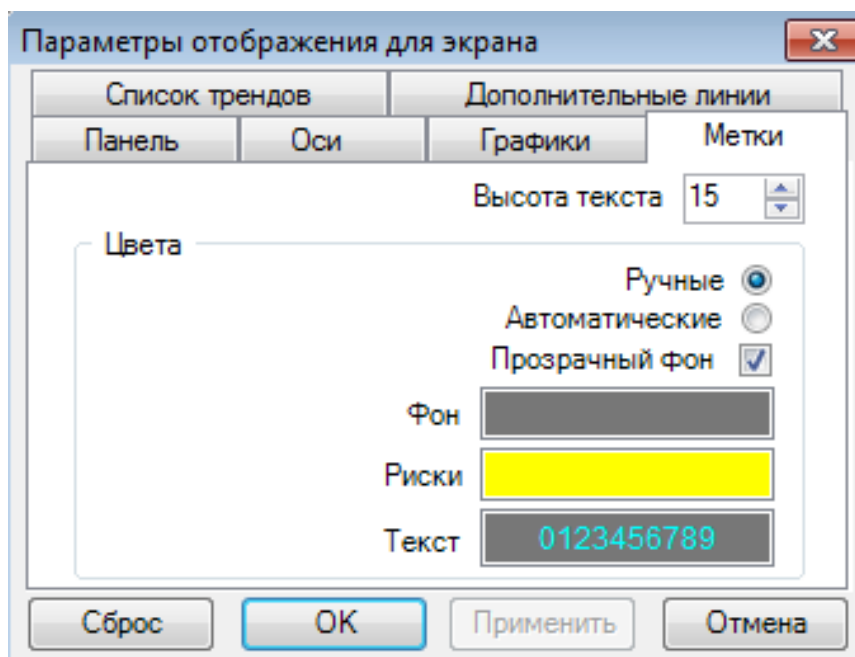 Параметры отображения для экрана
Список трендов Дополнительные линии
Панель Оси Графики Метки
Высота текста 15
Цвета
Ручные
Автоматические
Прозрачный фон
Фон
Риски
Текст 0123456789
Сброс OK Применить Отмена